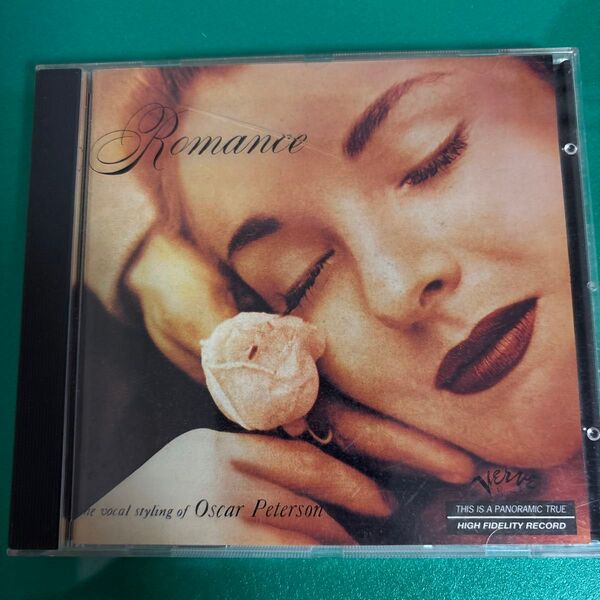 Romance
he vocal styling of Oscar Peterson
Verve
THIS IS A PANORAMIC TRUE
HIGH FIDELITY RECORD